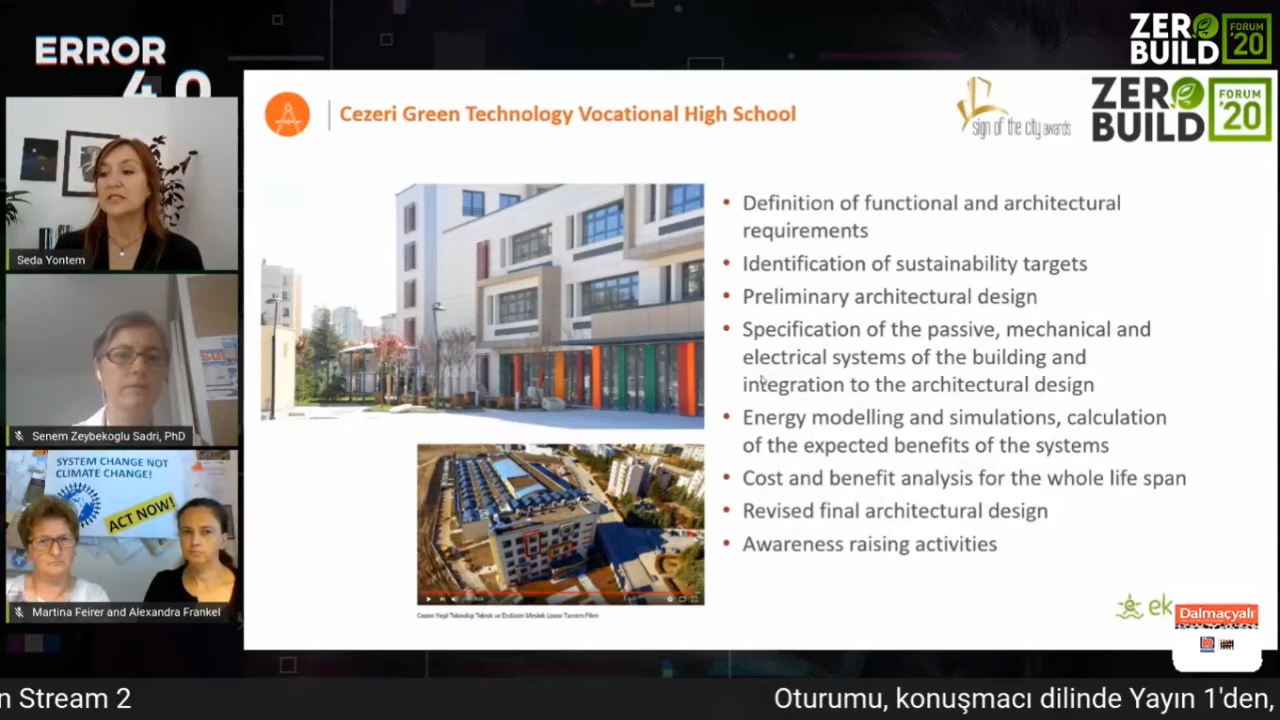 ERROR
4.0
ZERO
BUILD
FORUM
'20
Cezeri Green Technology Vocational High School
sign of the city awards
ZERO
BUILD
FORUM
'20
Seda Yontem
Senem Zeybekoglu Sadri, PhD
SYSTEM CHANGE NOT
CLIMATE CHANGE!
ACT NOW!
Martina Feirer and Alexandra Frankel
• Definition of functional and architectural
requirements
• Identification of sustainability targets
• Preliminary architectural design
• Specification of the passive, mechanical and
electrical systems of the building and
integration to the architectural design
• Energy modelling and simulations, calculation
of the expected benefits of the systems
• Cost and benefit analysis for the whole life span
• Revised final architectural design
• Awareness raising activities
Cezeri Yeşil Teknoloji Teknik ve Endüstri Meslek Lisesi Tanıtım Filmi
ek
Dalmaçyalı
n Stream 2
Oturumu, konuşmacı dilinde Yayın 1'den,